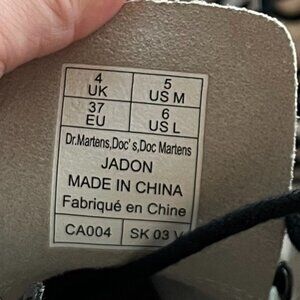 4 UK
5 US M
37 EU
6 US L
Dr.Martens,Doc's,Doc Martens
JADON
MADE IN CHINA
Fabriqué en Chine
CA004
SK 03 V